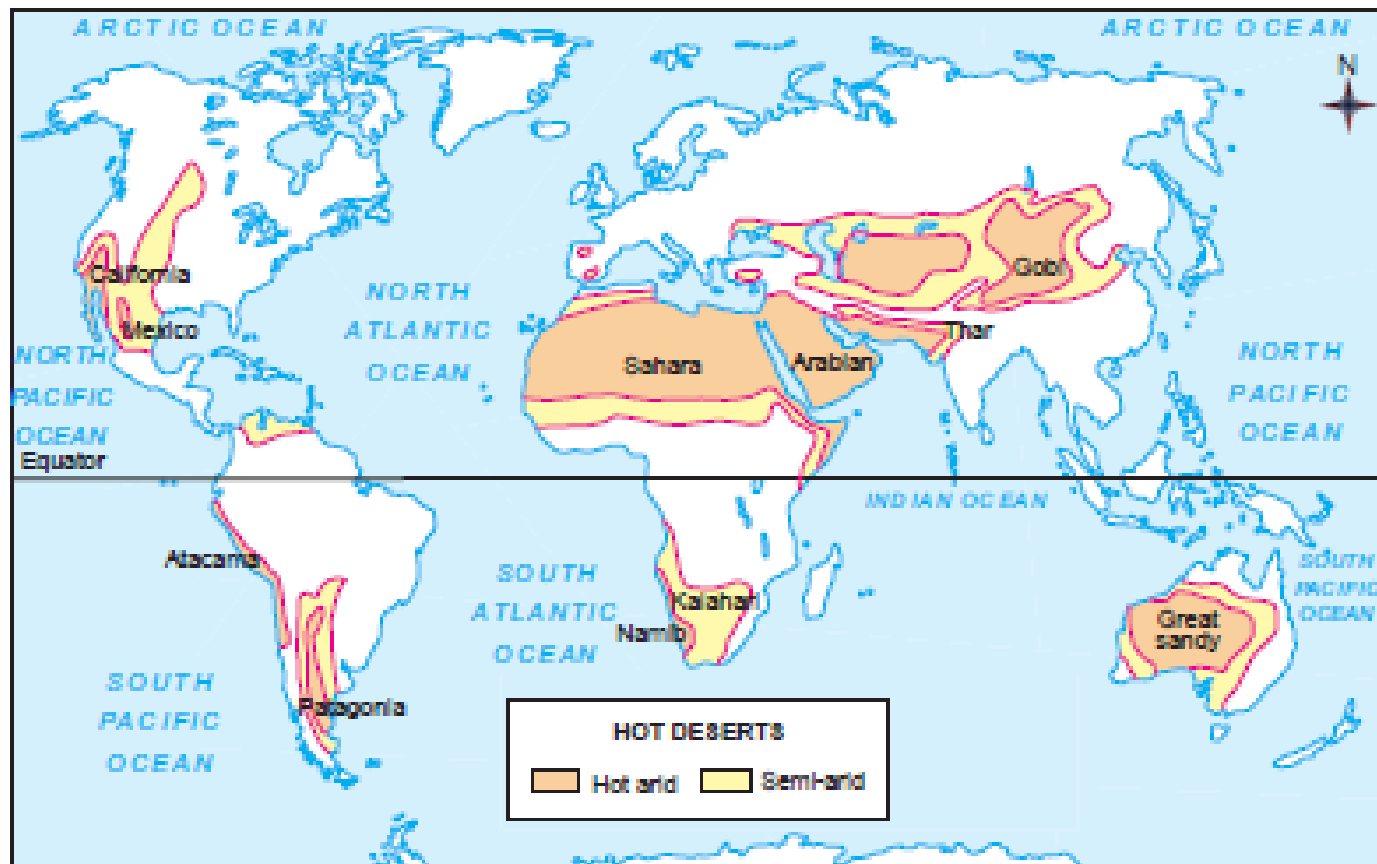 ARCTIC OCEAN
ARCTIC OCEAN
N
California
Mexico
NORTH
ATLANTIC
OCEAN
Gobi
Thar
Sahara
Arabian
NORTH
PACIFIC
OCEAN
NORTH
PACIFIC
OCEAN
Equator
INDIAN OCEAN
Atacama
SOUTH
ATLANTIC
OCEAN
Kalahari
Namib
SOUTH
PACIFIC
OCEAN
Great
sandy
SOUTH
PACIFIC
OCEAN
Patagonia
HOT DESERTS
Hot arid
Semi-arid